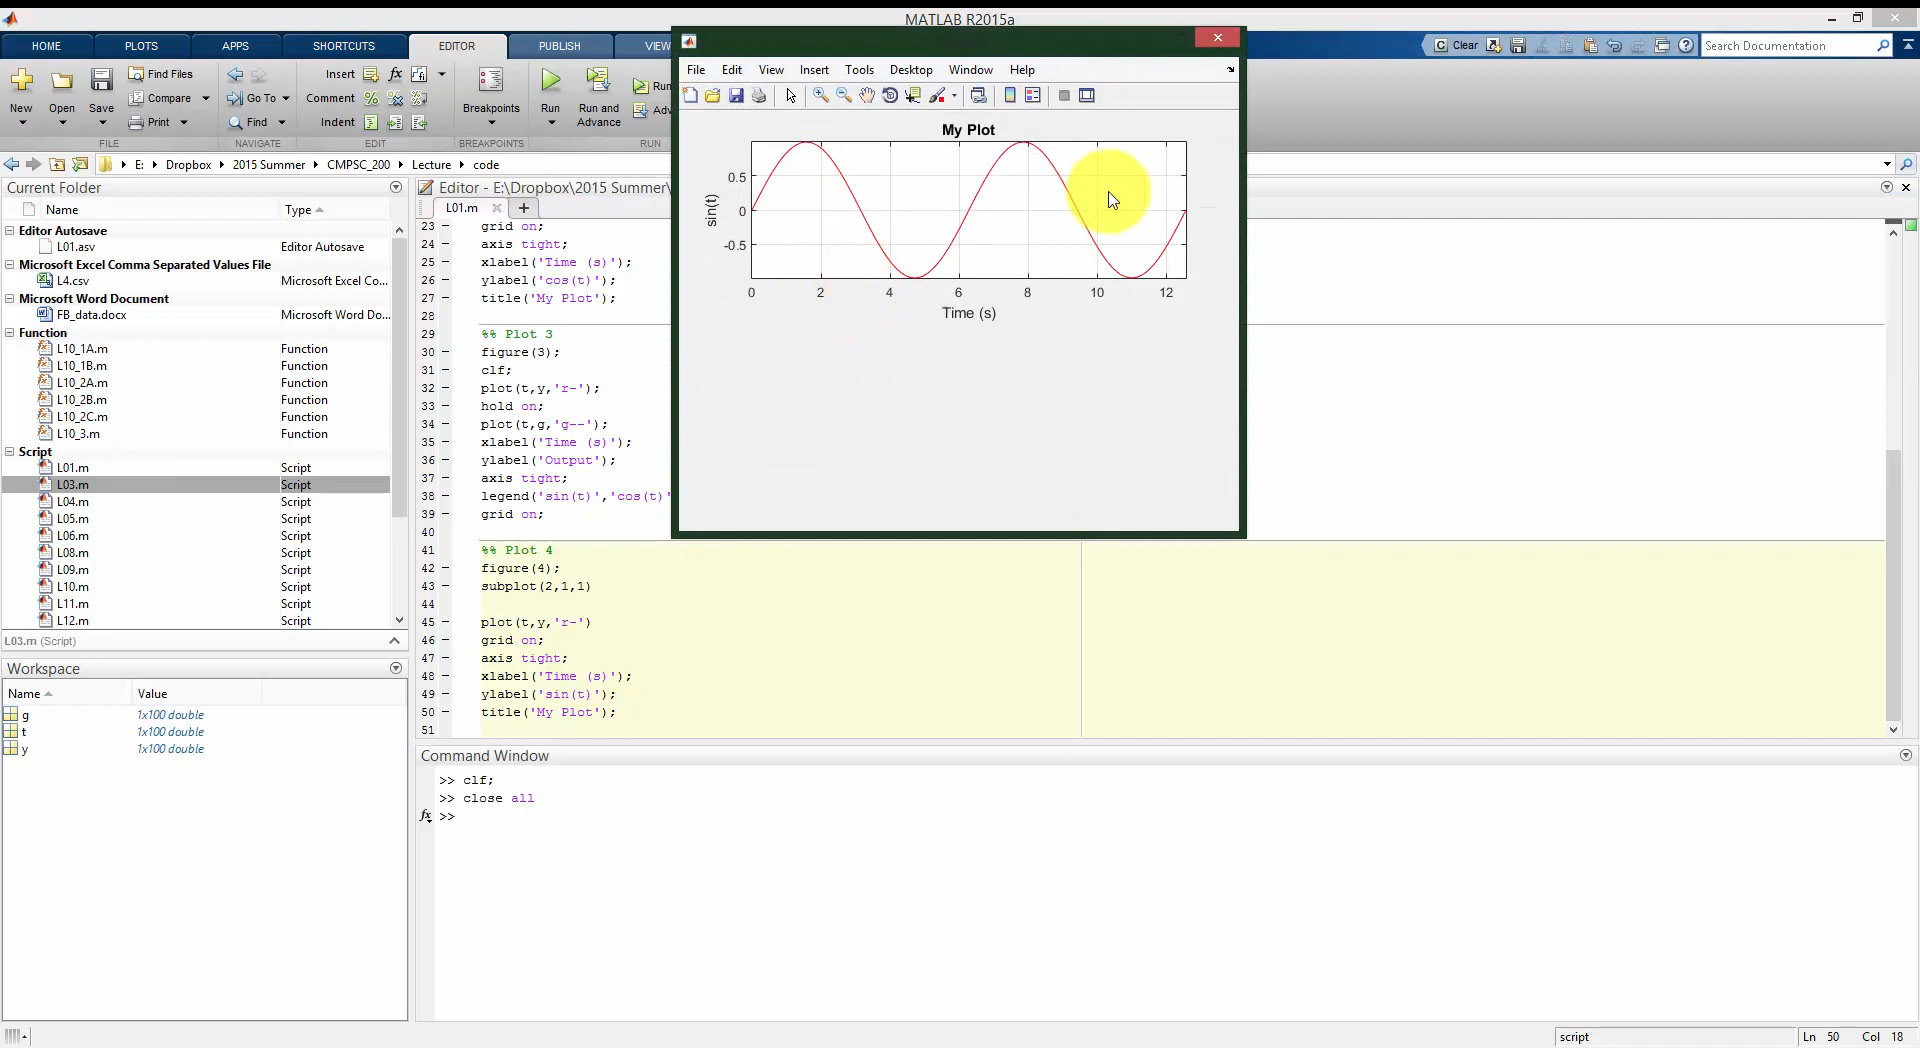 MATLAB R2015a
HOME PLOTS APPS SHORTCUTS EDITOR PUBLISH VIEW
Clear
Search Documentation
New
Open
Save
Find Files
Compare
Print
FILE
Go To
Find
NAVIGATE
Insert
Comment
Indent
EDIT
Breakpoints
BREAKPOINTS
Run
Run and
Advance
RUN
E: Dropbox 2015 Summer CMPSC_200 Lecture code
Current Folder
Name Type
Editor Autosave
L01.asv Editor Autosave
Microsoft Excel Comma Separated Values File
L4.csv Microsoft Excel Co...
Microsoft Word Document
FB_data.docx Microsoft Word Do...
Function
L10_1A.m Function
L10_1B.m Function
L10_2A.m Function
L10_2B.m Function
L10_2C.m Function
L10_3.m Function
Script
L01.m Script
L03.m Script
L04.m Script
L05.m Script
L06.m Script
L08.m Script
L09.m Script
L10.m Script
L11.m Script
L12.m Script
L03.m (Script)
Workspace
Name Value
g 1x100 double
t 1x100 double
y 1x100 double
Editor - E:\Dropbox\2015 Summer\
L01.m
23 grid on;
24 axis tight;
25 xlabel('Time (s)');
26 ylabel('cos(t)');
27 title('My Plot');
28
29 %% Plot 3
30 figure(3);
31 clf;
32 plot(t,y,'r-');
33 hold on;
34 plot(t,g,'g--');
35 xlabel('Time (s)');
36 ylabel('Output');
37 axis tight;
38 legend('sin(t)','cos(t)'
39 grid on;
40
41 %% Plot 4
42 figure(4);
43 subplot(2,1,1)
44
45 plot(t,y,'r-')
46 grid on;
47 axis tight;
48 xlabel('Time (s)');
49 ylabel('sin(t)');
50 title('My Plot');
51
File Edit View Insert Tools Desktop Window Help
My Plot
sin(t)
0.5
0
-0.5
0 2 4 6 8 10 12
Time (s)
Command Window
>> clf;
>> close all
fx >>
script
Ln 50 Col 18